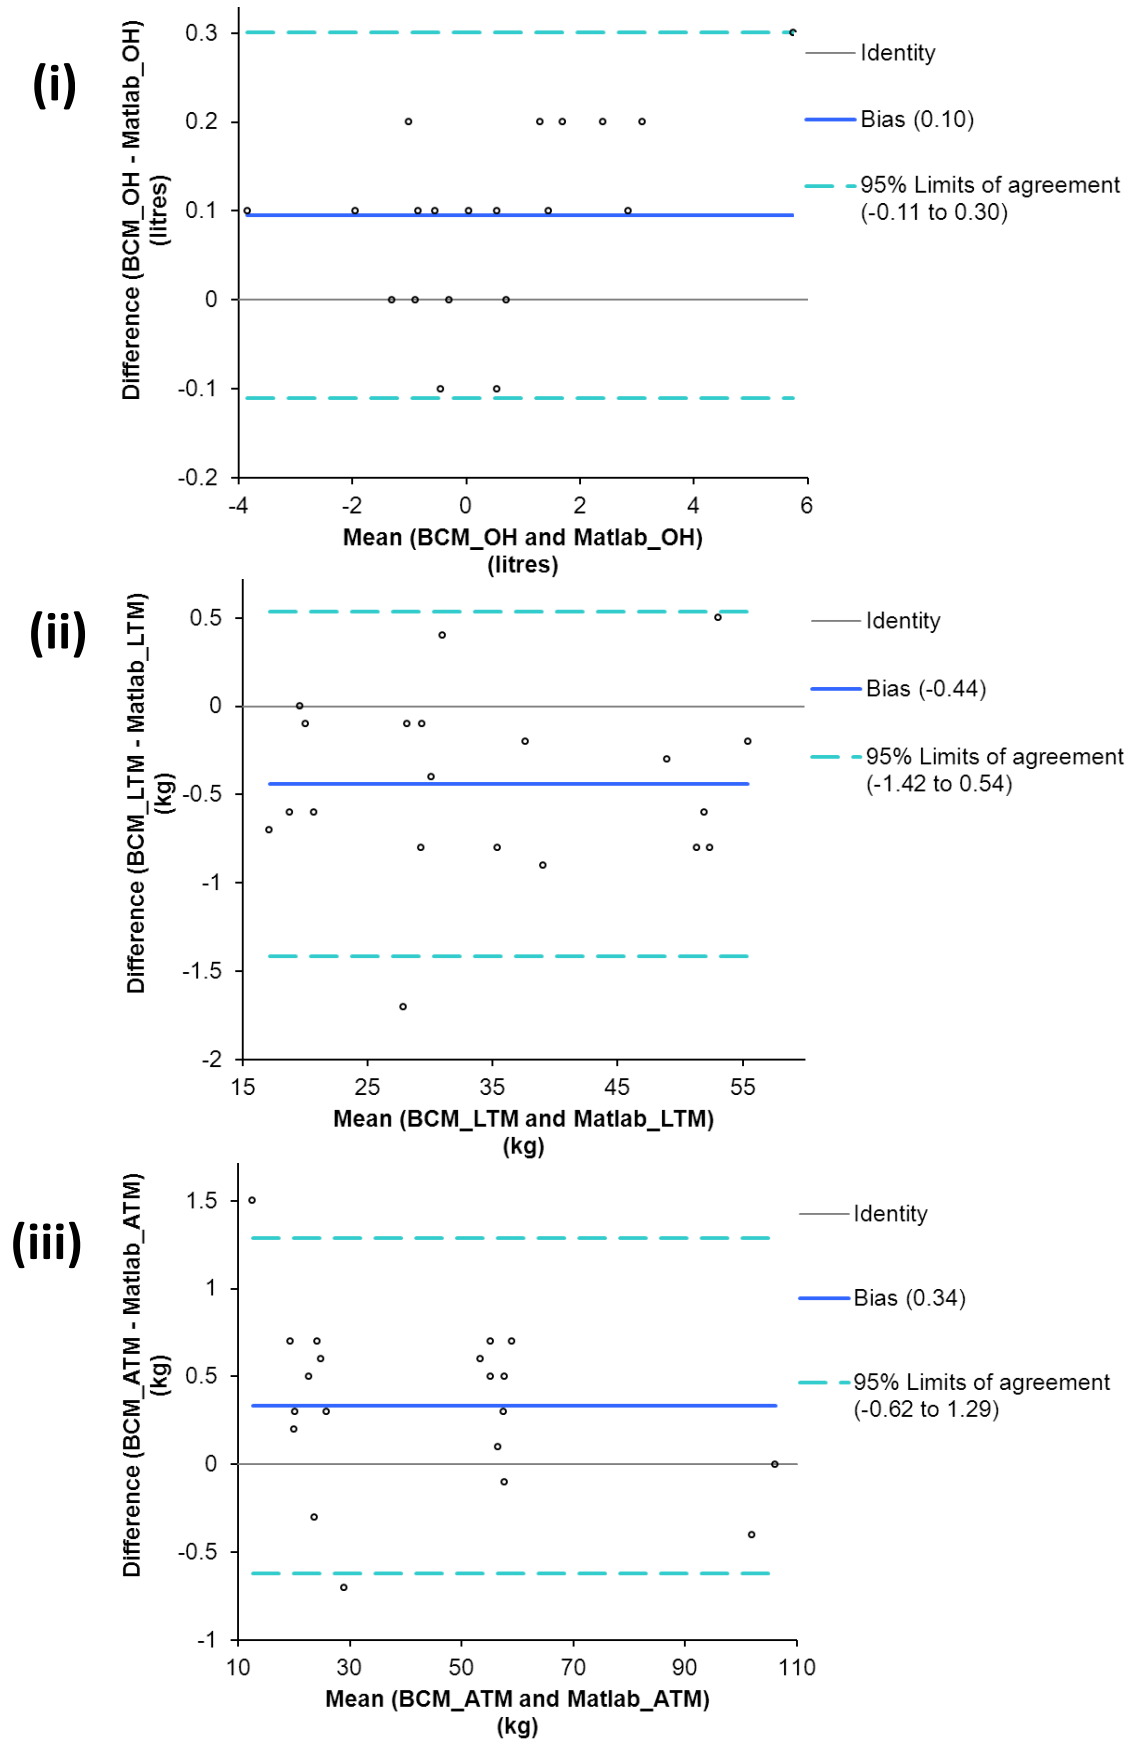 (i)
Difference (BCM_OH - Matlab_OH)
(litres)
0.3
0.2
0.1
0
-0.1
-0.2
-4
-2
0
2
4
6
Mean (BCM_OH and Matlab_OH)
(litres)
Identity
Bias (0.10)
95% Limits of agreement
(-0.11 to 0.30)
(ii)
Difference (BCM_LTM - Matlab_LTM)
(kg)
0.5
0
-0.5
-1
-1.5
-2
15
25
35
45
55
Mean (BCM_LTM and Matlab_LTM)
(kg)
Identity
Bias (-0.44)
95% Limits of agreement
(-1.42 to 0.54)
(iii)
Difference (BCM_ATM - Matlab_ATM)
(kg)
1.5
1
0.5
0
-0.5
-1
10
30
50
70
90
110
Mean (BCM_ATM and Matlab_ATM)
(kg)
Identity
Bias (0.34)
95% Limits of agreement
(-0.62 to 1.29)